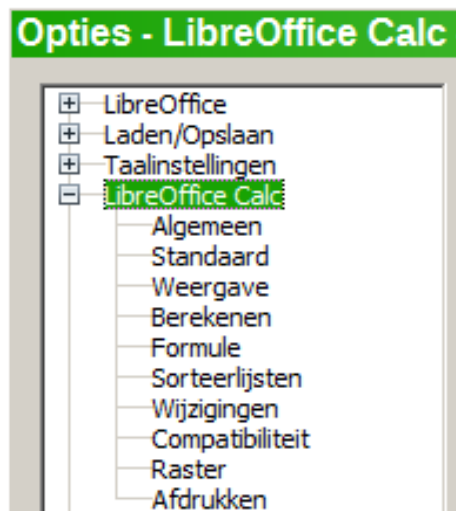 Opties - LibreOffice Calc
LibreOffice
Laden/Opslaan
Taalinstellingen
LibreOffice Calc
Algemeen
Standaard
Weergave
Berekenen
Formule
Sorteerlijsten
Wijzigingen
Compatibiliteit
Raster
Afdrukken